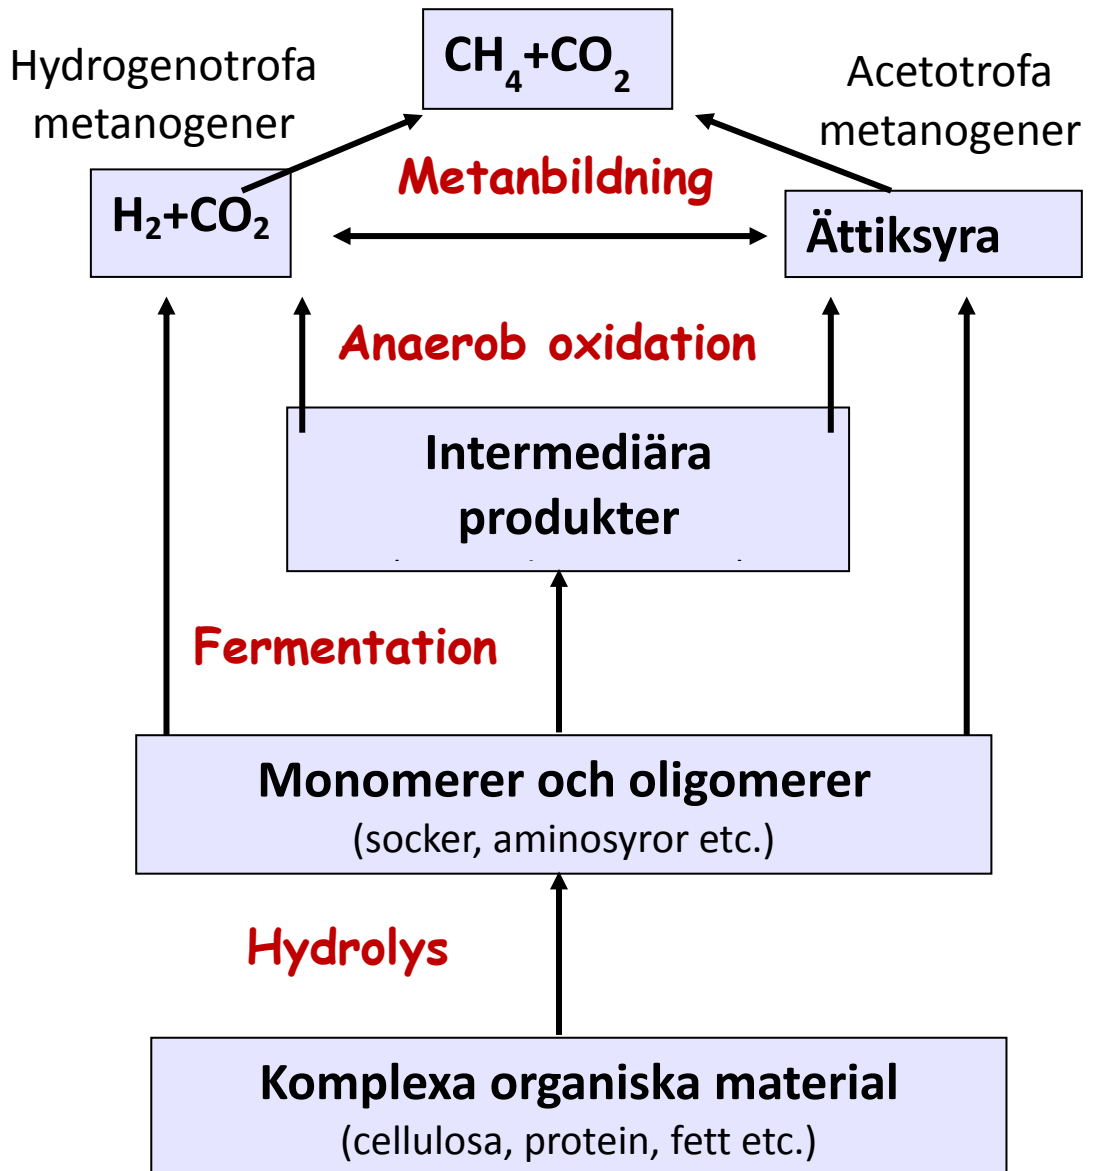 CH₄+CO₂
Hydrogenotrofa
metanogener
Acetotrofa
metanogener
Metanbildning
H₂+CO₂
Ättiksyra
Anaerob oxidation
Intermediära
produkter
Fermentation
Monomerer och oligomerer
(socker, aminosyror etc.)
Hydrolys
Komplexa organiska material
(cellulosa, protein, fett etc.)